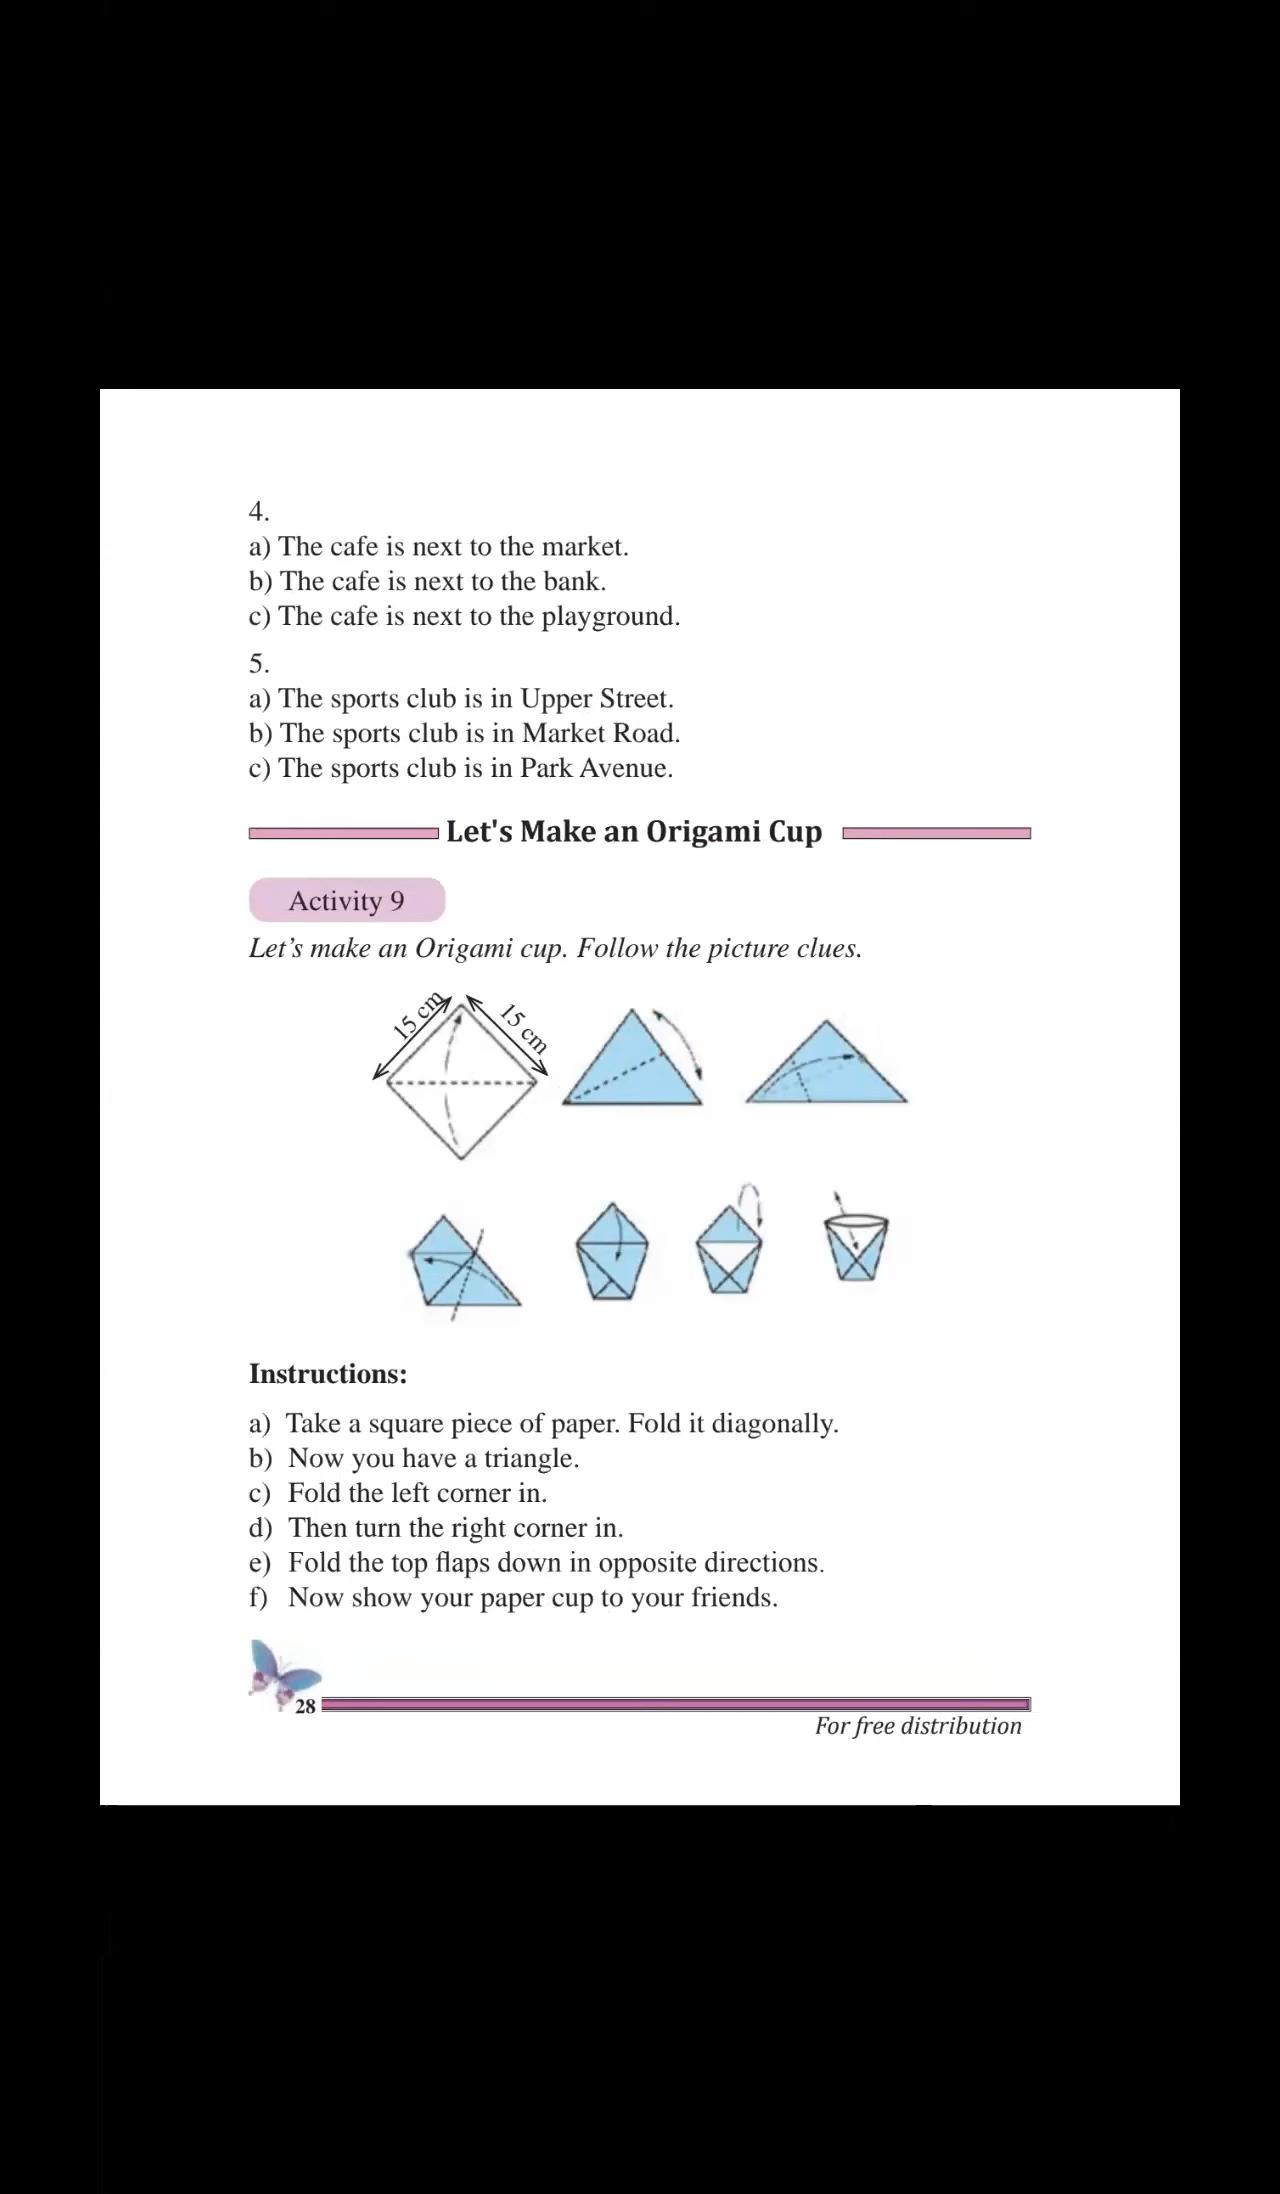 4.
a) The cafe is next to the market.
b) The cafe is next to the bank.
c) The cafe is next to the playground.
5.
a) The sports club is in Upper Street.
b) The sports club is in Market Road.
c) The sports club is in Park Avenue.
Let's Make an Origami Cup
Activity 9
Let’s make an Origami cup. Follow the picture clues.
15 cm
15 cm
Instructions:
a) Take a square piece of paper. Fold it diagonally.
b) Now you have a triangle.
c) Fold the left corner in.
d) Then turn the right corner in.
e) Fold the top flaps down in opposite directions.
f) Now show your paper cup to your friends.
28
For free distribution